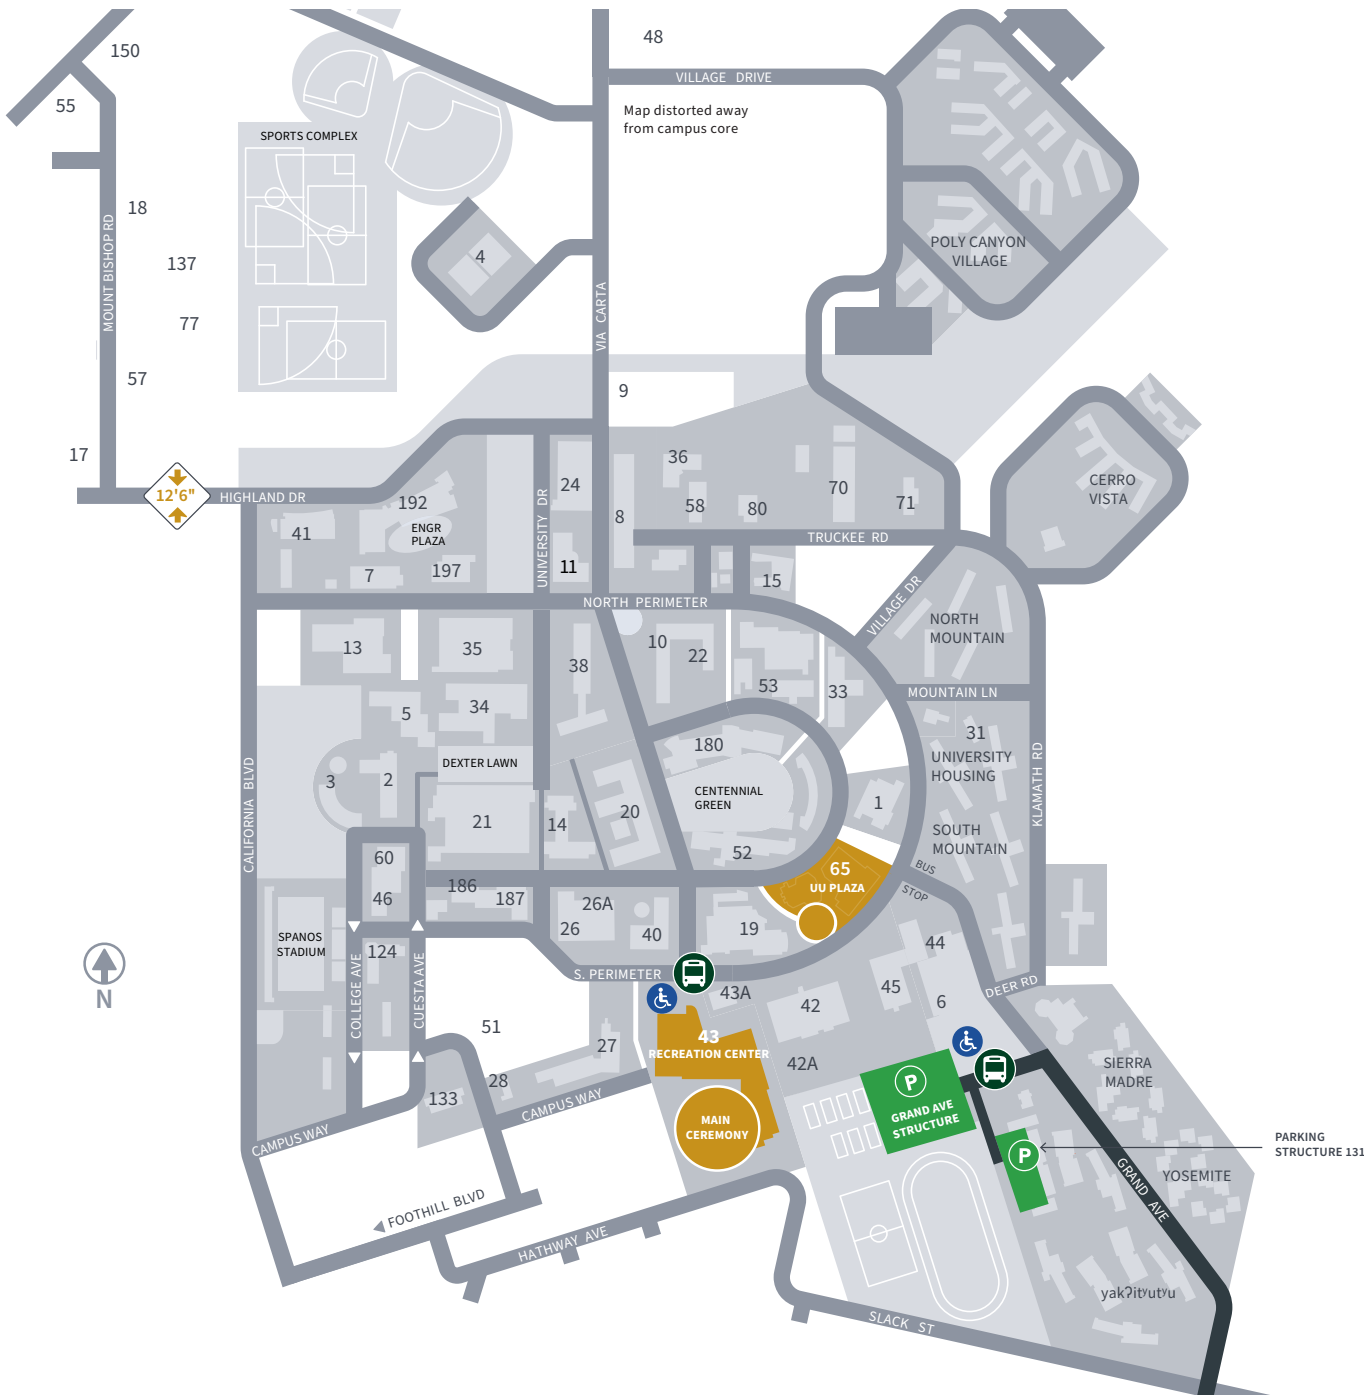 150
48
VILLAGE DRIVE
55
Map distorted away
from campus core
SPORTS COMPLEX
18
MOUNT BISHOP RD
137
4
POLY CANYON
VILLAGE
77
VIA CARTA
57
9
17
36
24
12'6"
HIGHLAND DR
192
58
80
70
71
CERRO
VISTA
41
ENGR
PLAZA
8
UNIVERSITY DR
TRUCKEE RD
7
197
11
15
NORTH PERIMETER
VILLAGE DR
NORTH
MOUNTAIN
13
35
38
10
22
53
33
MOUNTAIN LN
5
34
180
31
UNIVERSITY
HOUSING
DEXTER LAWN
3
2
CENTENNIAL
GREEN
1
KLAMATH RD
CALIFORNIA BLVD
21
14
20
SOUTH
MOUNTAIN
60
52
65
UU PLAZA
BUS
STOP
46
186
187
26A
26
40
19
SPANOS
STADIUM
124
44
COLLEGE AVE
CUESTA AVE
S. PERIMETER
43A
45
6
DEER RD
42
51
27
43
RECREATION CENTER
42A
SIERRA
MADRE
N
28
133
CAMPUS WAY
CAMPUS WAY
P
GRAND AVE
STRUCTURE
MAIN
CEREMONY
P
PARKING
STRUCTURE 131
GRAND AVE
YOSEMITE
FOOTHILL BLVD
HATHWAY AVE
yakʔitʸutʸu
SLACK ST